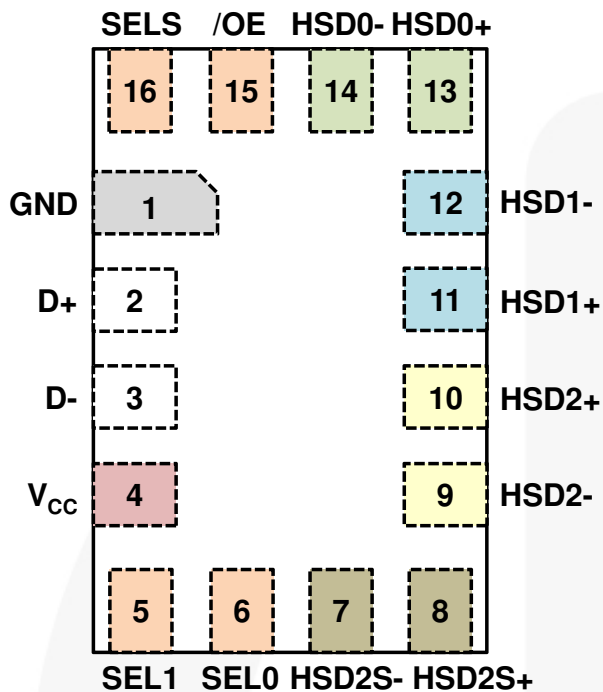 SELS /OE HSD0- HSD0+
16 15 14 13
GND 1 12 HSD1-
D+ 2 11 HSD1+
D- 3 10 HSD2+
VCC 4 9 HSD2-
5 6 7 8
SEL1 SEL0 HSD2S- HSD2S+